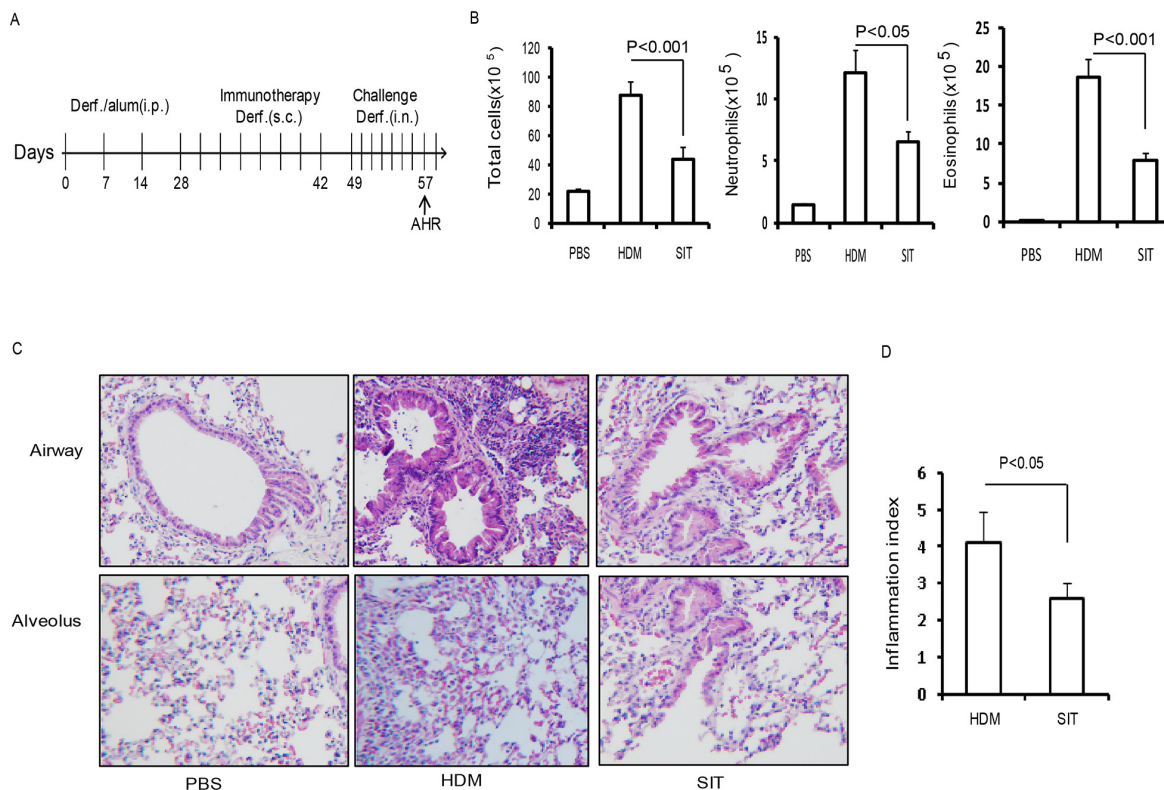 A
Derf./alum(i.p.)
Immunotherapy
Derf.(s.c.)
Challenge
Derf.(i.n.)
Days
0 7 14 28 42 49 57
AHR
B
Total cells(x10 5)
120
100
80
60
40
20
0
P<0.001
PBS HDM SIT
Neutrophils(x10 5)
15
10
5
0
P<0.05
PBS HDM SIT
Eosinophils(x10 5)
25
20
15
10
5
0
P<0.001
PBS HDM SIT
C
Airway
Alveolus
PBS HDM SIT
D
Inflamation index
6
5
4
3
2
1
0
P<0.05
HDM SIT